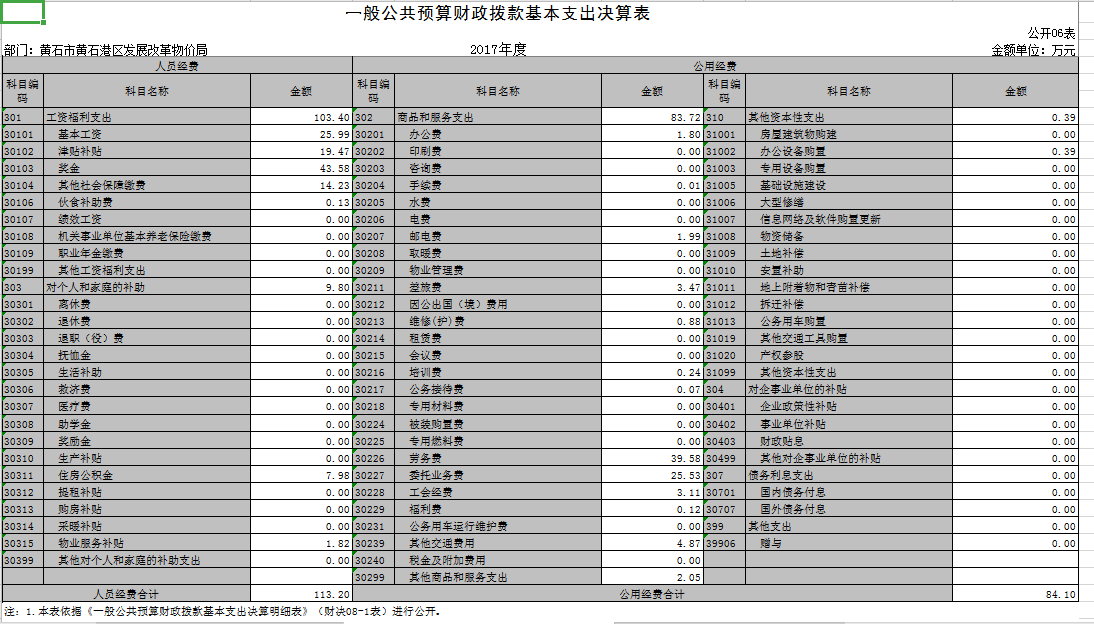 一般公共预算财政拨款基本支出决算表
公开06表
部门：黄石市黄石港区发展改革物价局 2017年度 金额单位：万元
人员经费 公用经费
科目编码 科目名称 金额 科目编码 科目名称 金额 科目编码 科目名称 金额
301 工资福利支出 103.40 302 商品和服务支出 83.72 310 其他资本性支出 0.39
30101 基本工资 25.99 30201 办公费 1.80 31001 房屋建筑物购建 0.00
30102 津贴补贴 19.47 30202 印刷费 0.00 31002 办公设备购置 0.39
30103 奖金 43.58 30203 咨询费 0.00 31003 专用设备购置 0.00
30104 其他社会保障缴费 14.23 30204 手续费 0.01 31005 基础设施建设 0.00
30106 伙食补助费 0.13 30205 水费 0.00 31006 大型修缮 0.00
30107 绩效工资 0.00 30206 电费 0.00 31007 信息网络及软件购置更新 0.00
30108 机关事业单位基本养老保险缴费 0.00 30207 邮电费 1.99 31008 物资储备 0.00
30109 职业年金缴费 0.00 30208 取暖费 0.00 31009 土地补偿 0.00
30199 其他工资福利支出 0.00 30209 物业管理费 0.00 31010 安置补助 0.00
303 对个人和家庭的补助 9.80 30211 差旅费 3.47 31011 地上附着物和青苗补偿 0.00
30301 离休费 0.00 30212 因公出国（境）费用 0.00 31012 拆迁补偿 0.00
30302 退休费 0.00 30213 维修(护)费 0.88 31013 公务用车购置 0.00
30303 退职（役）费 0.00 30214 租赁费 0.00 31019 其他交通工具购置 0.00
30304 抚恤金 0.00 30215 会议费 0.00 31020 产权参股 0.00
30305 生活补助 0.00 30216 培训费 0.24 31099 其他资本性支出 0.00
30306 救济费 0.00 30217 公务接待费 0.07 304 对企事业单位的补贴 0.00
30307 医疗费 0.00 30218 专用材料费 0.00 30401 企业政策性补贴 0.00
30308 助学金 0.00 30224 被装购置费 0.00 30402 事业单位补贴 0.00
30309 奖励金 0.00 30225 专用燃料费 0.00 30403 财政贴息 0.00
30310 生产补贴 0.00 30226 劳务费 39.58 30499 其他对企事业单位的补贴 0.00
30311 住房公积金 7.98 30227 委托业务费 25.53 307 债务利息支出 0.00
30312 提租补贴 0.00 30228 工会经费 3.11 30701 国内债务付息 0.00
30313 购房补贴 0.00 30229 福利费 0.12 30707 国外债务付息 0.00
30314 采暖补贴 0.00 30231 公务用车运行维护费 0.00 399 其他支出 0.00
30315 物业服务补贴 1.82 30239 其他交通费用 4.87 39906 赠与 0.00
30399 其他对个人和家庭的补助支出 0.00 30240 税金及附加费用 0.00
30299 其他商品和服务支出 2.05
人员经费合计 113.20 公用经费合计 84.10
注：1.本表依据《一般公共预算财政拨款基本支出决算明细表》（财决08-1表）进行公开。